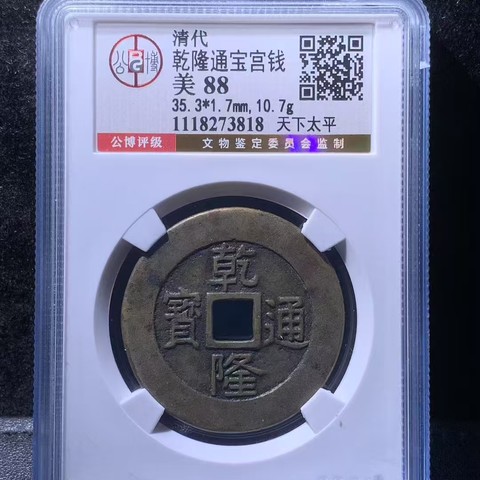 公博
清代
乾隆通宝宫钱
美 88
35.3*1.7mm,10.7g
1118273818 天下太平
公博评级
文物鉴定委员会监制
乾隆通寶